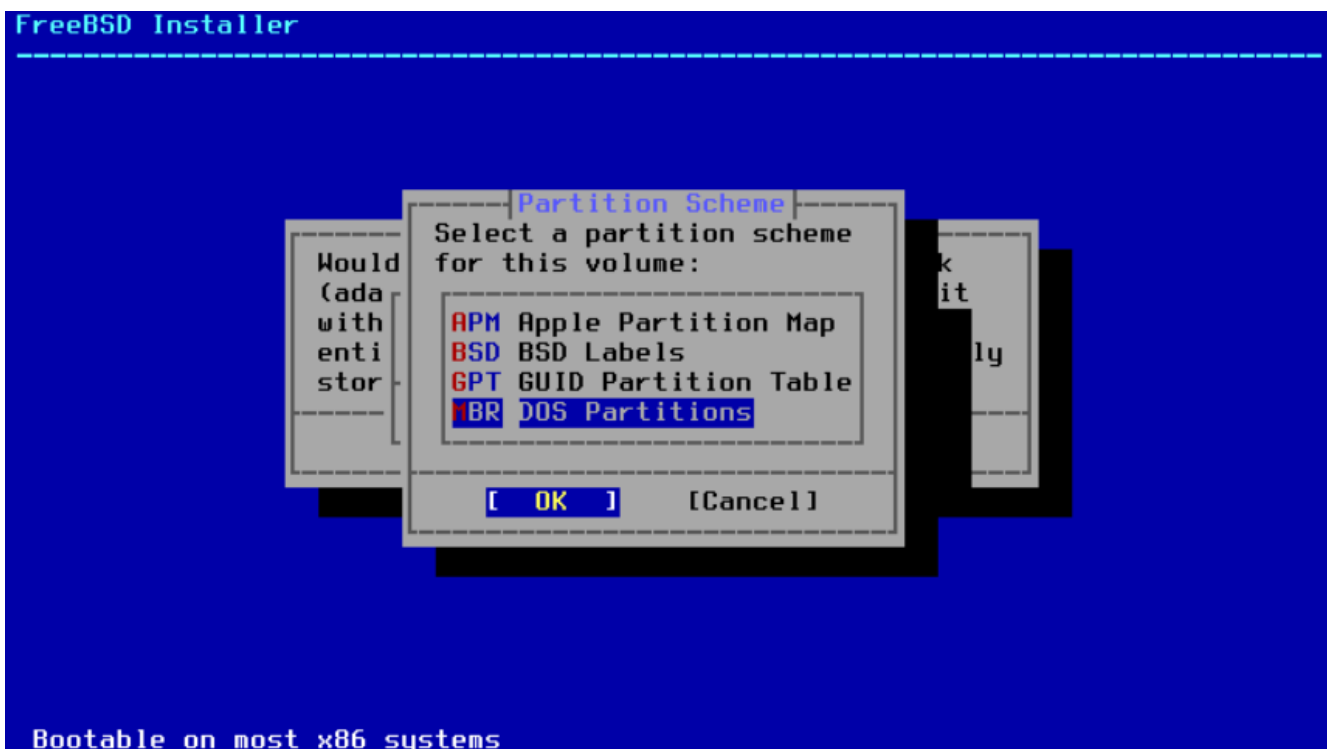 FreeBSD Installer
Partition Scheme
Select a partition scheme
for this volume:
Would
(ada
with
enti
stor
k
it
ly
APM Apple Partition Map
BSD BSD Labels
GPT GUID Partition Table
MBR DOS Partitions
[ OK ] [Cancel]
Bootable on most x86 systems